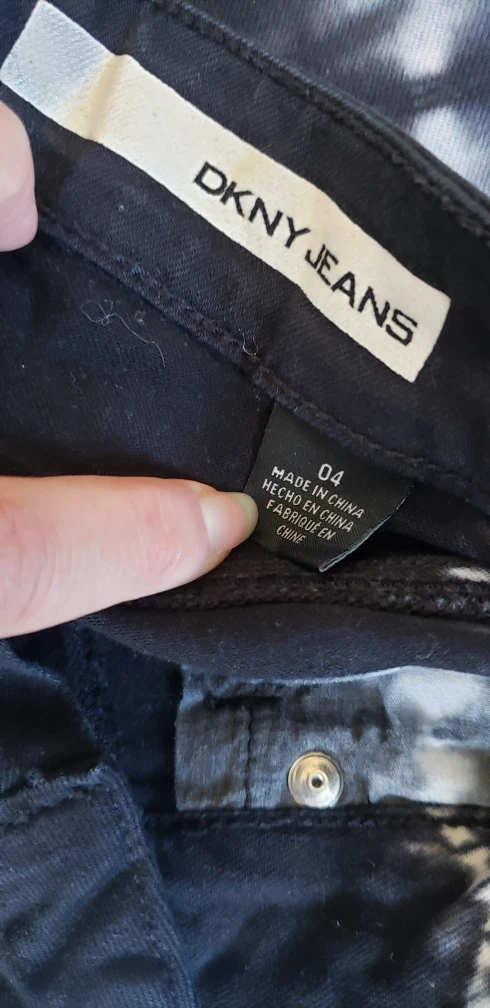 DKNY JEANS
04
MADE IN CHINA
HECHO EN CHINA
FABRIQUÉ EN
CHINE